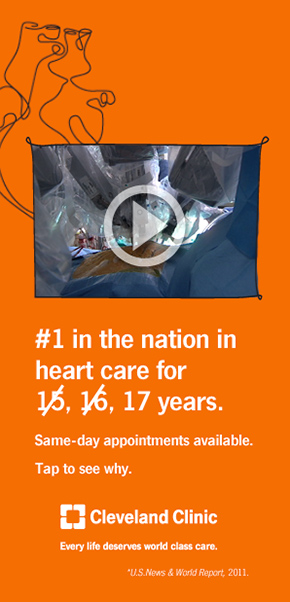 #1 in the nation in
heart care for
15, 16, 17 years.
Same-day appointments available.
Tap to see why.
Cleveland Clinic
Every life deserves world class care.
*U.S.News & World Report, 2011.